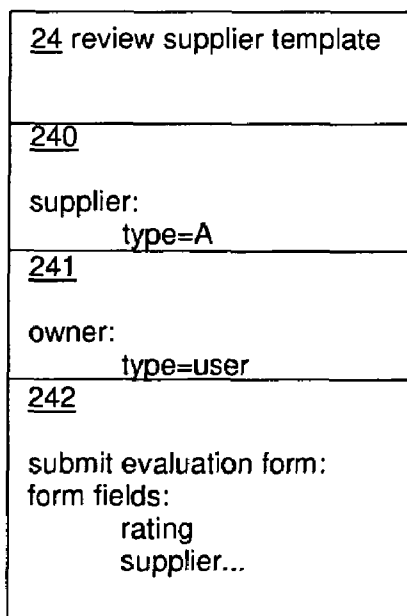 24 review supplier template
240
supplier:
type=A
241
owner:
type=user
242
submit evaluation form:
form fields:
rating
supplier...